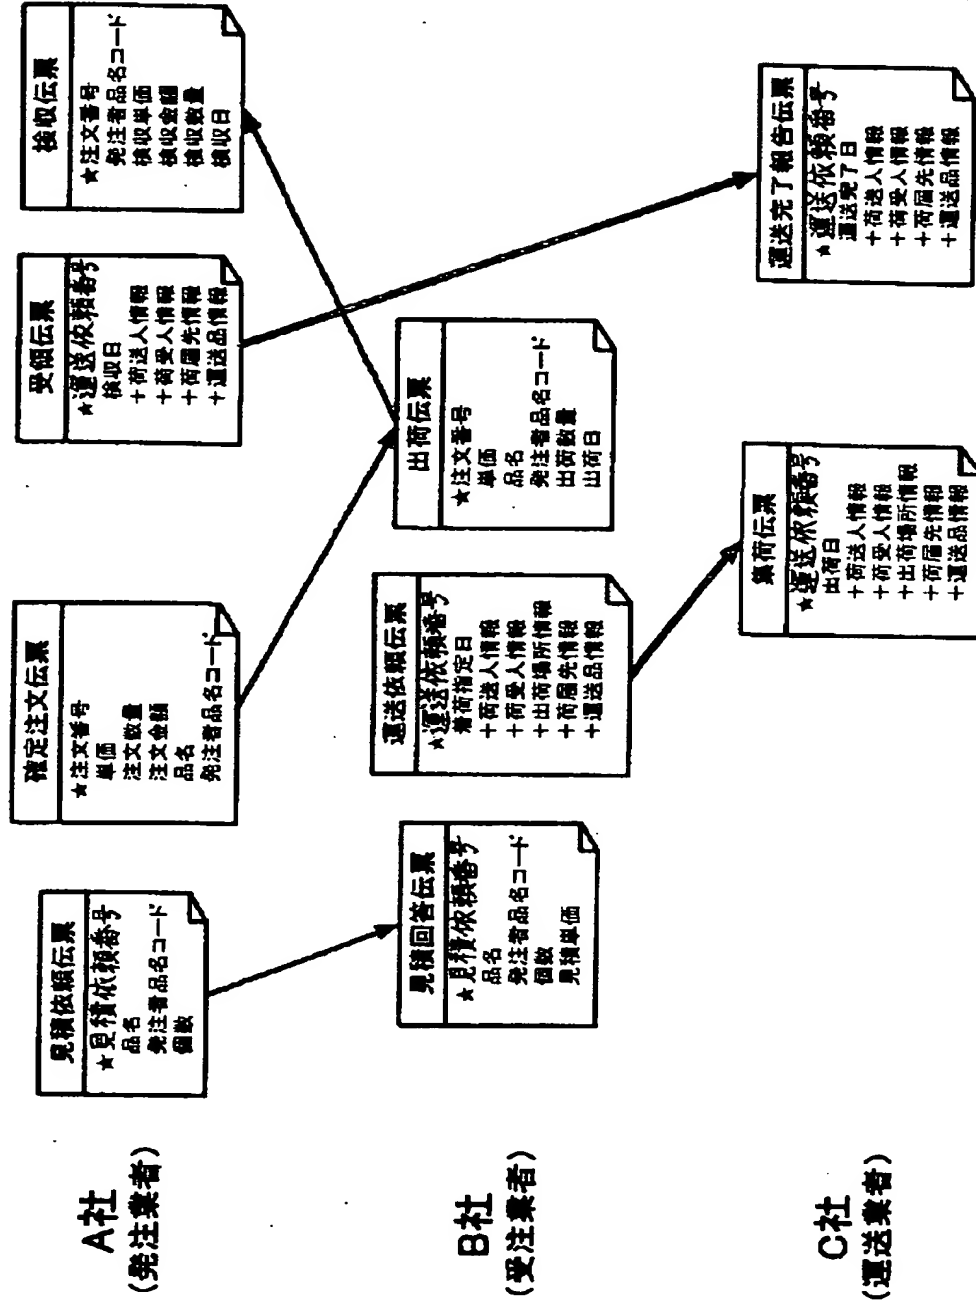 A社
(発注業者)
見積依頼伝票
★見積依頼番号
品名
発注者品名コード
個数
確定注文伝票
★注文番号
単価
注文数量
注文金額
品名
発注者品名コード
受領伝票
★運送依頼番号
検収日
+荷送人情報
+荷受人情報
+荷届先情報
+運送品情報
検収伝票
★注文番号
発注者品名コード
検収単価
検収金額
検収数量
検収日
B社
(受注業者)
見積回答伝票
★見積依頼番号
品名
発注者品名コード
個数
見積単価
運送依頼伝票
★運送依頼番号
着荷指定日
+荷送人情報
+荷受人情報
+出荷場所情報
+荷届先情報
+運送品情報
出荷伝票
★注文番号
単価
品名
発注者品名コード
出荷数量
出荷日
C社
(運送業者)
集荷伝票
★運送依頼番号
出荷日
+荷送人情報
+荷受人情報
+出荷場所情報
+荷届先情報
+運送品情報
運送完了報告伝票
★運送依頼番号
運送完了日
+荷送人情報
+荷受人情報
+荷届先情報
+運送品情報